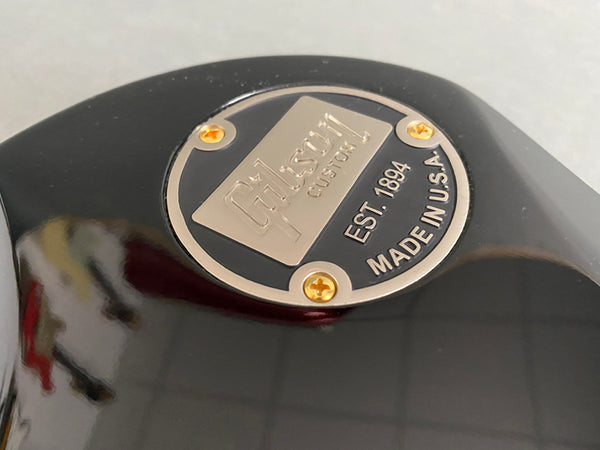 Gibson
CUSTOM
EST. 1894
MADE IN U.S.A.